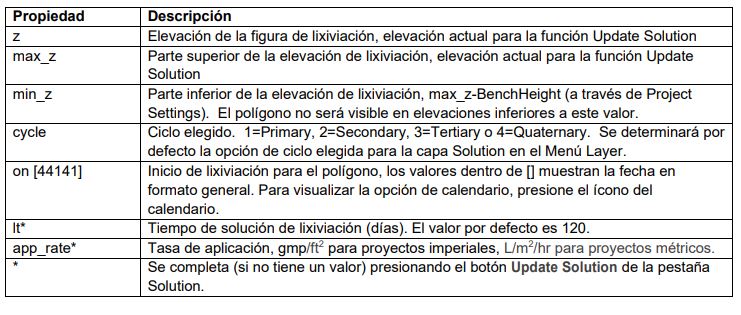 Propiedad Descripción
z Elevación de la figura de lixiviación, elevación actual para la función Update Solution
max_z Parte superior de la elevación de lixiviación, elevación actual para la función Update
Solution
min_z Parte inferior de la elevación de lixiviación, max_z-BenchHeight (a través de Project
Settings). El polígono no será visible en elevaciones inferiores a este valor.
cycle Ciclo elegido. 1=Primary, 2=Secondary, 3=Tertiary o 4=Quaternary. Se determinará por
defecto la opción de ciclo elegida para la capa Solution en el Menú Layer.
on [44141] Inicio de lixiviación para el polígono, los valores dentro de [] muestran la fecha en
formato general. Para visualizar la opción de calendario, presione el ícono del
calendario.
lt* Tiempo de solución de lixiviación (días). El valor por defecto es 120.
app_rate* Tasa de aplicación, gmp/ft² para proyectos imperiales, L/m²/hr para proyectos métricos.
* Se completa (si no tiene un valor) presionando el botón Update Solution de la pestaña
Solution.